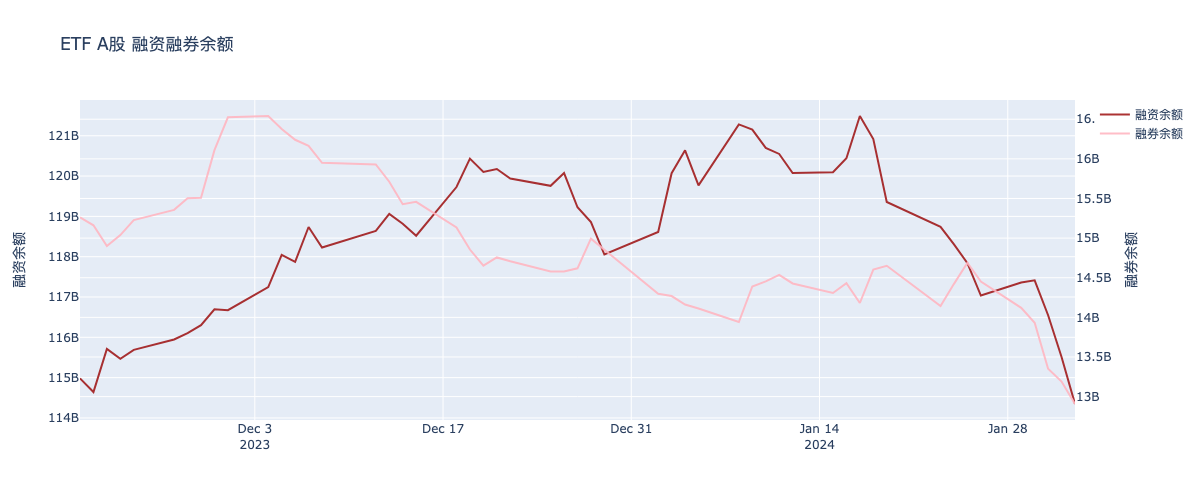 ETF A股 融资融券余额
融资余额
融券余额
121B
120B
119B
118B
117B
116B
115B
114B
16.
16B
15.5B
15B
14.5B
14B
13.5B
13B
融资余额
融券余额
Dec 3
2023
Dec 17
Dec 31
Jan 14
2024
Jan 28